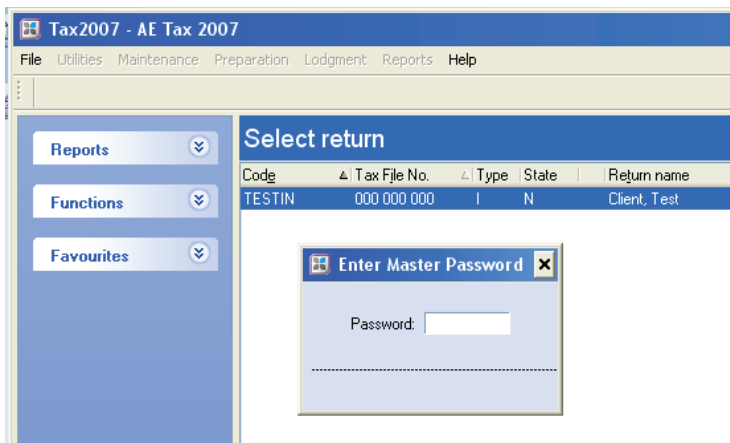 Tax2007 - AE Tax 2007
File Utilities Maintenance Preparation Lodgment Reports Help
Select return
Reports
Functions
Favourites
Code Tax File No. Type State Return name
TESTIN 000 000 000 I N Client, Test
Enter Master Password
Password: